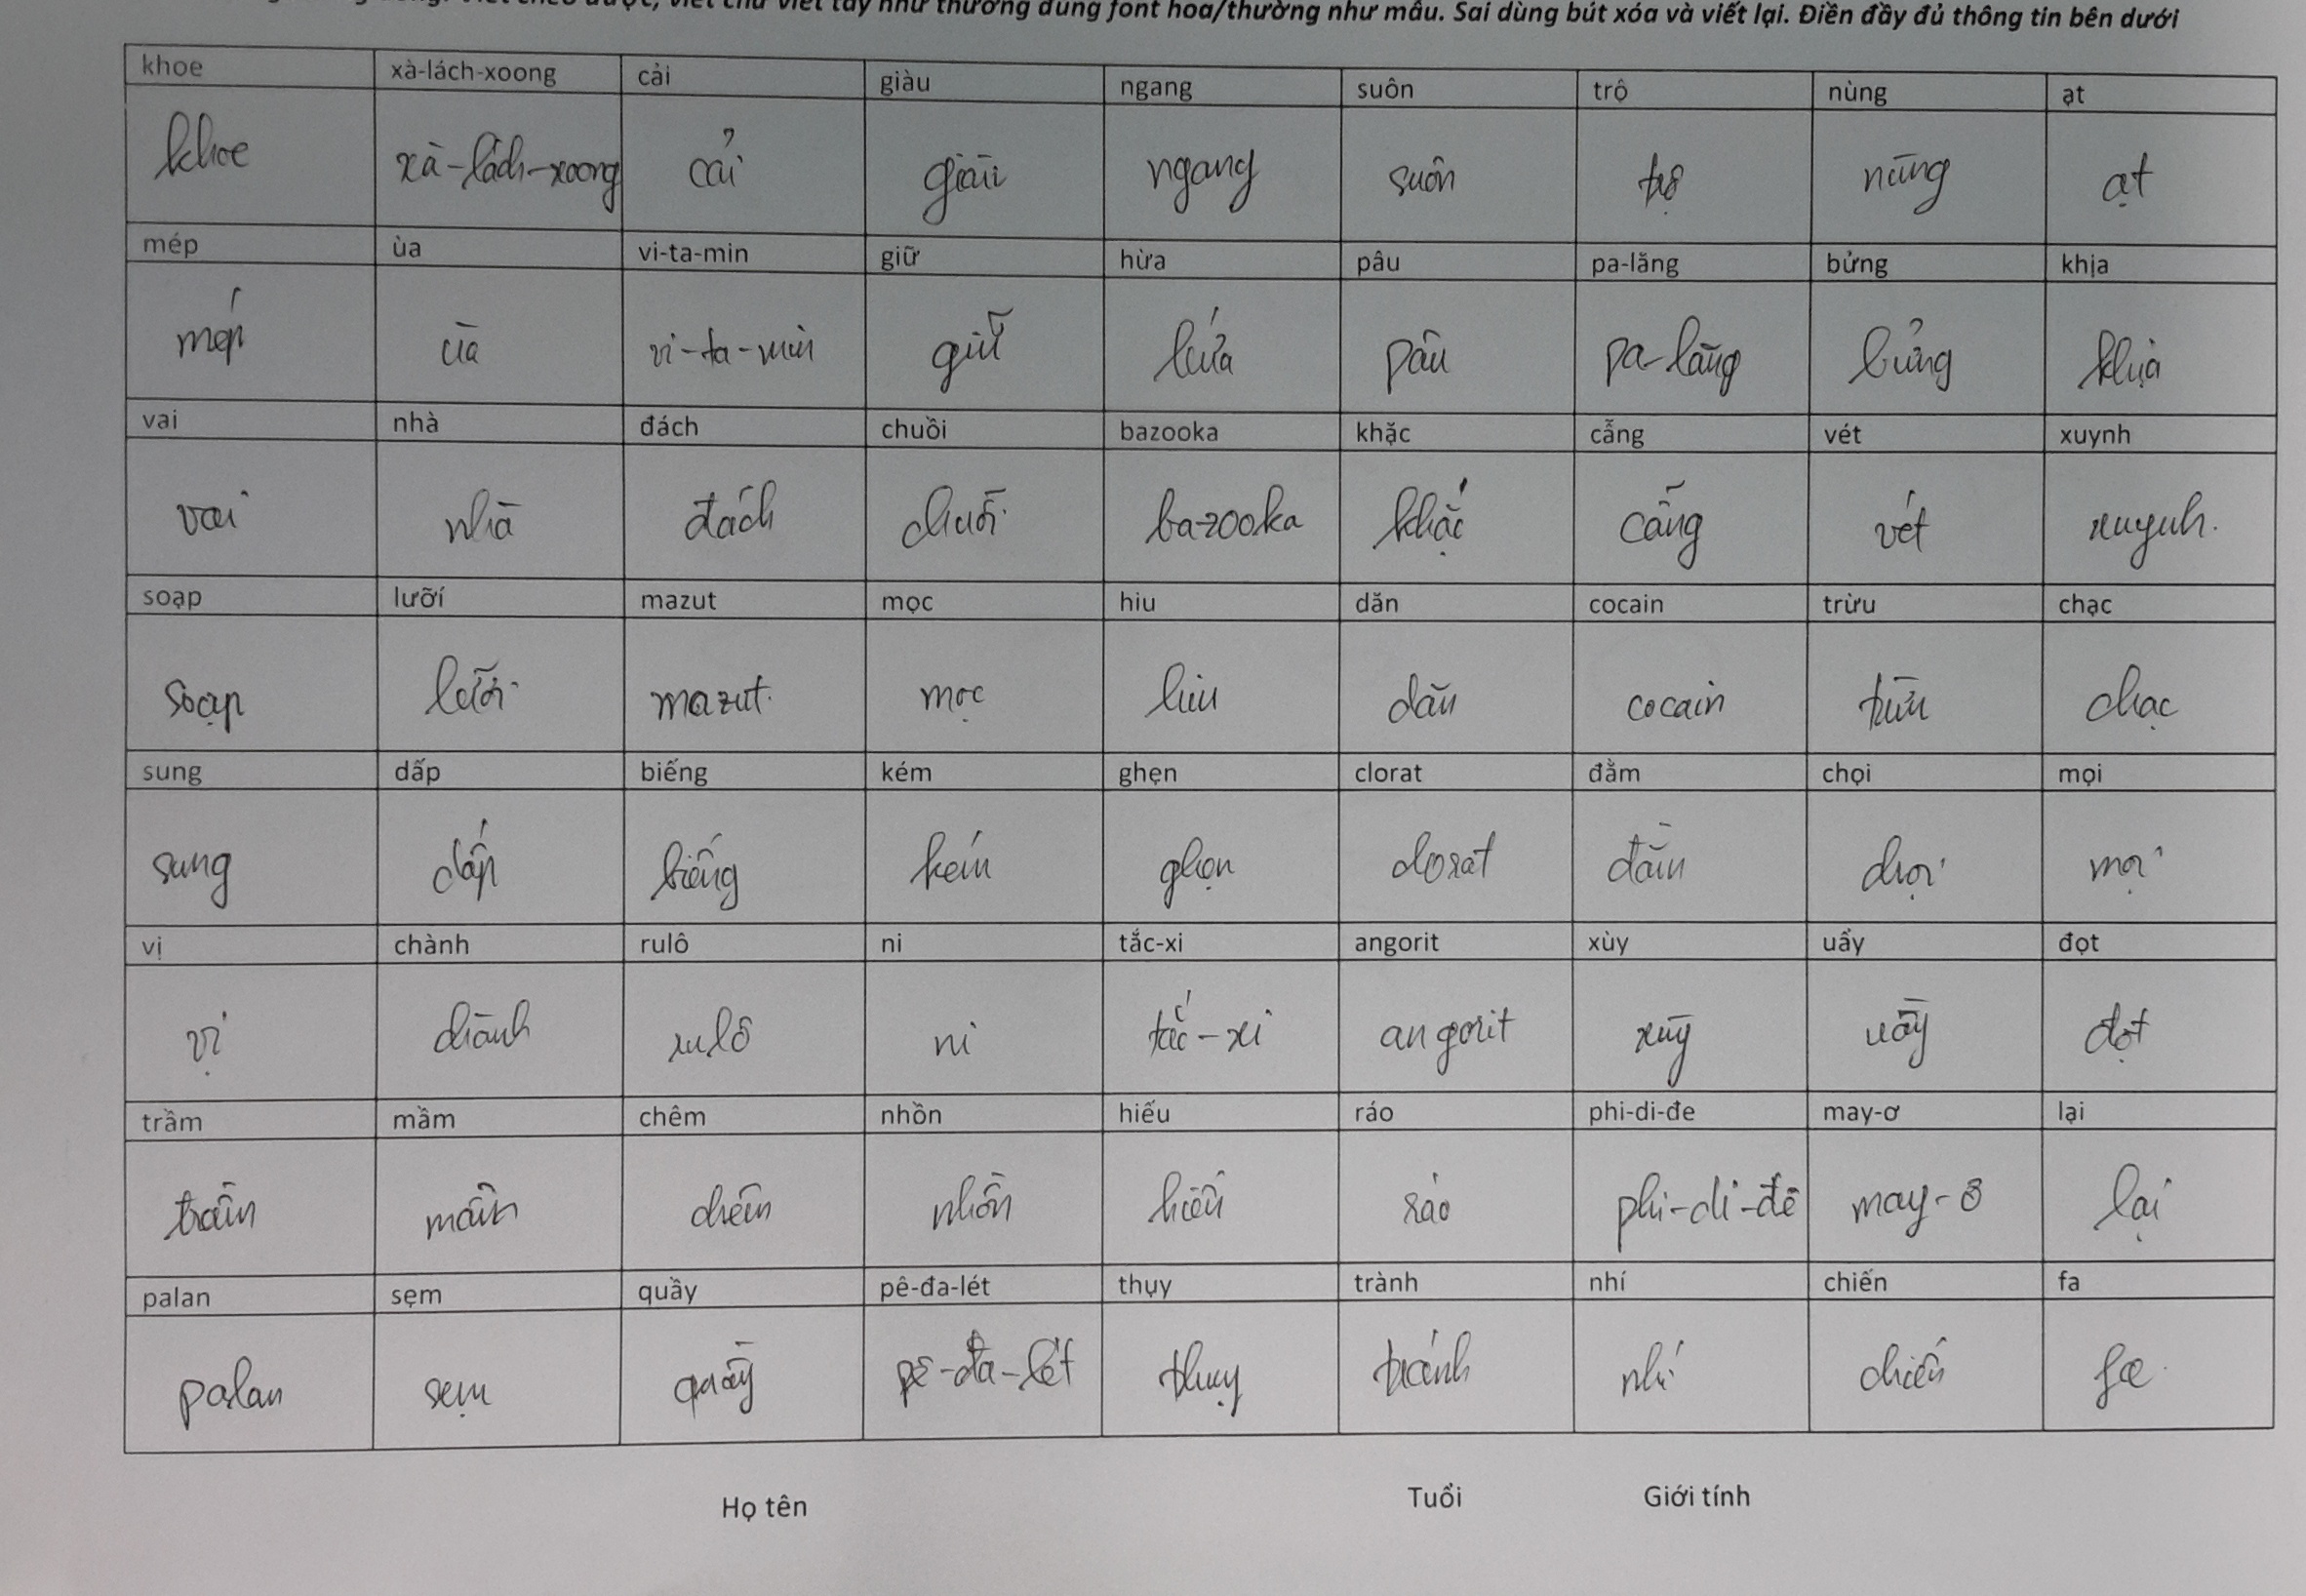 viết chữ viết tay như thường dùng font hoa/thường như mẫu. Sai dùng bút xóa và viết lại. Điền đầy đủ thông tin bên dưới
khoe xà-lách-xoong cải giàu ngang suôn trộ nùng ạt
khoe xà-lách-xoong cải giàu ngang suôn trộ nùng ạt
mép ùa vi-ta-min giữ hừa pâu pa-lăng bửng khịa
mép ùa vi-ta-min giữ hứa pâu pa-lăng bửng khịa
vai nhà đách chuồi bazooka khặc cẵng vét xuynh
vai nhà đách chuồi bazooka khặc cẵng vét xuynh.
soạp lưỡí mazut mọc hiu dăn cocain trừu chạc
soạp lưỡi mazut. mọc hiu dăn cocain trừu chạc
sung dấp biếng kém ghẹn clorat đằm chọi mọi
sung dấp biếng kém ghẹn clorat đằm chọi mọi
vị chành rulô ni tắc-xi angorit xùy uẩy đọt
vị chành rulô ni tắc-xi angorit xùy uầy đọt
trầm mầm chêm nhồn hiếu ráo phi-di-đe may-ơ lại
trầm mầm chêm nhồn hiếu ráo phi-di-đê may-ô lại
palan sẹm quầy pê-đa-lét thụy trành nhí chiến fa
palan sẹm quầy pê-đa-lét thụy tránh nhí chiến fa
Họ tên Tuổi Giới tính